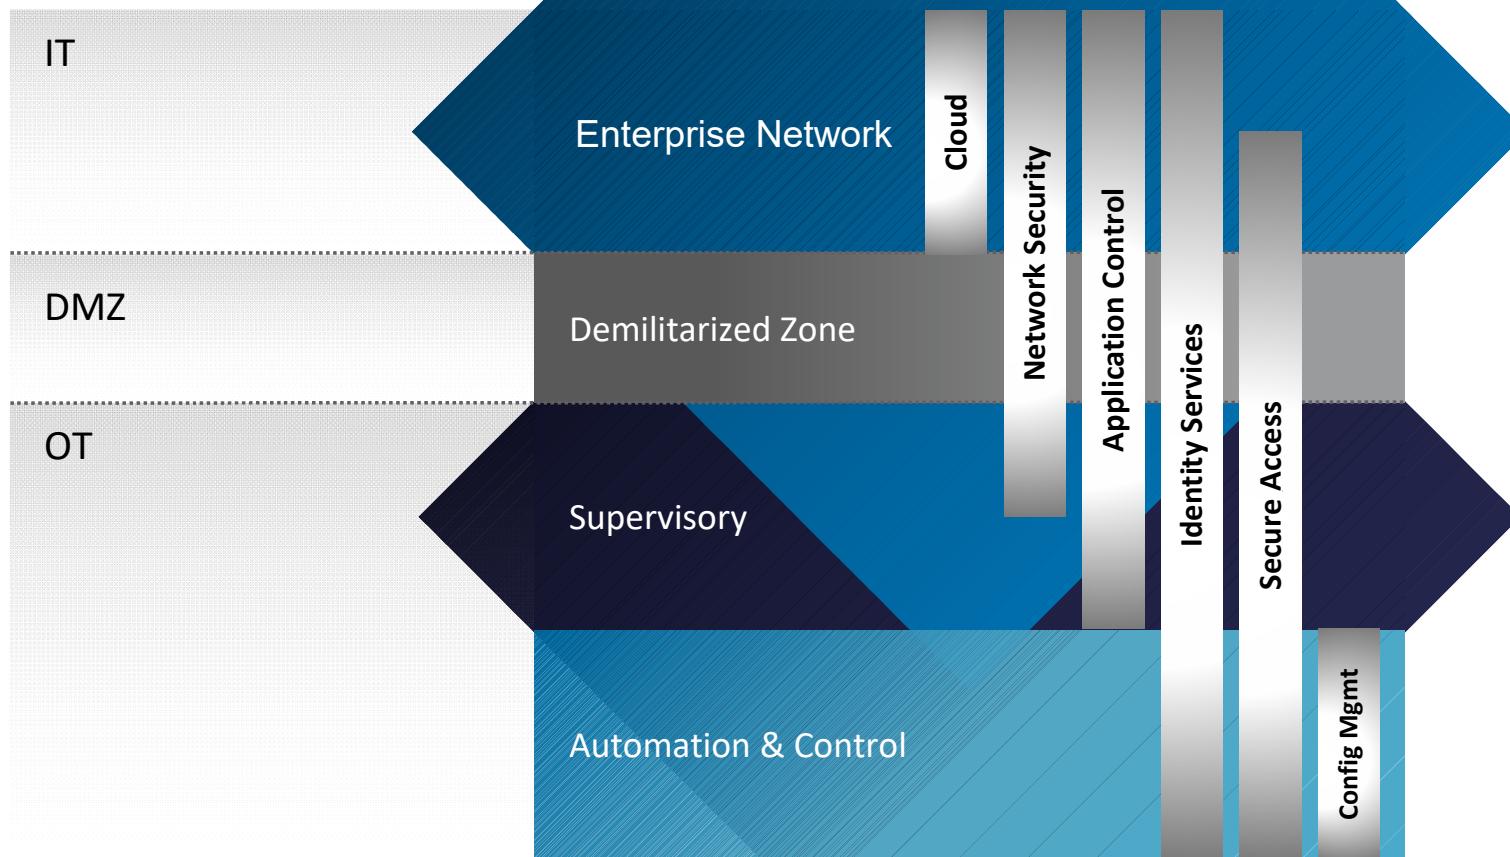 IT
Enterprise Network
DMZ
Demilitarized Zone
OT
Supervisory
Automation & Control
Cloud
Network Security
Application Control
Identity Services
Secure Access
Config Mgmt